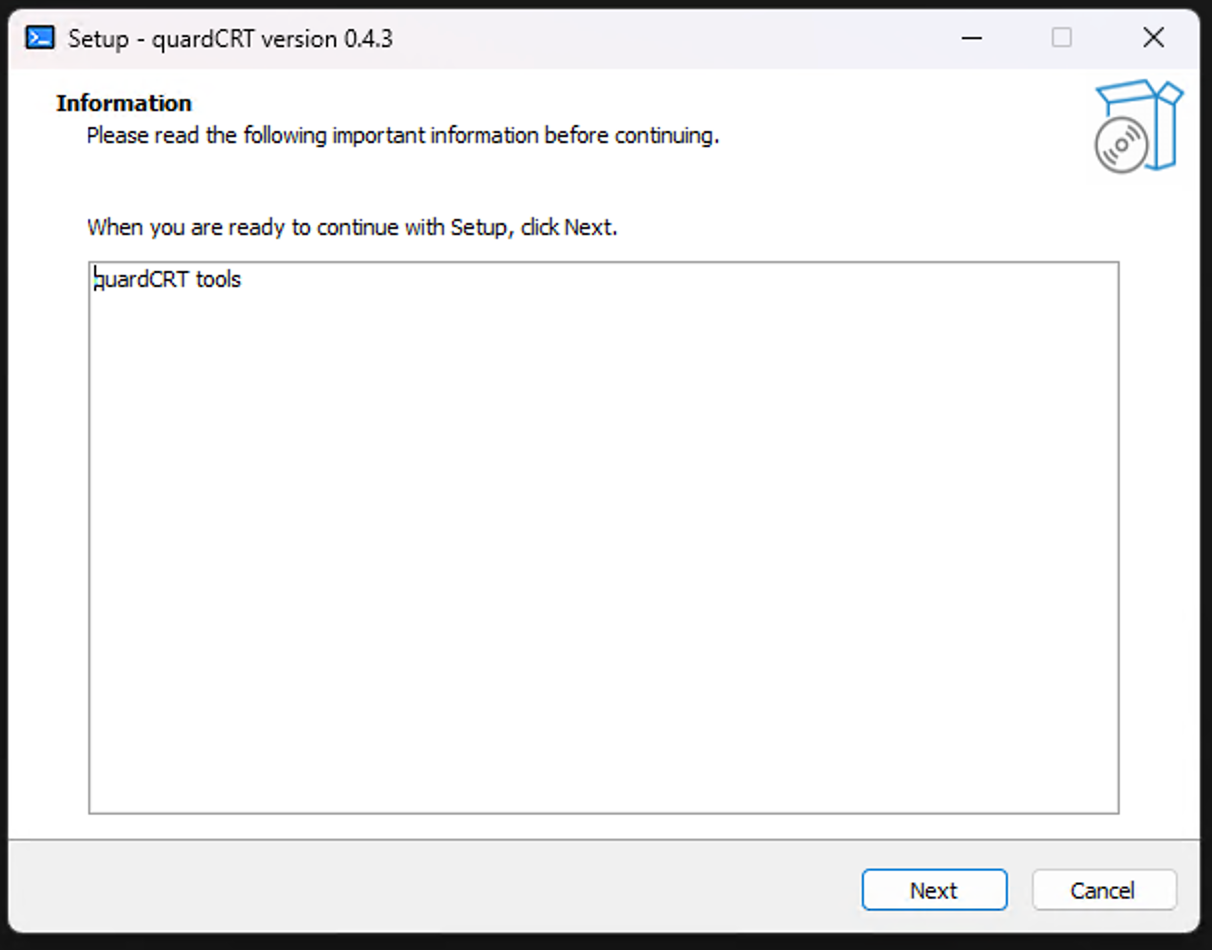 Setup - quardCRT version 0.4.3
Information
Please read the following important information before continuing.
When you are ready to continue with Setup, click Next.
quardCRT tools
Next
Cancel